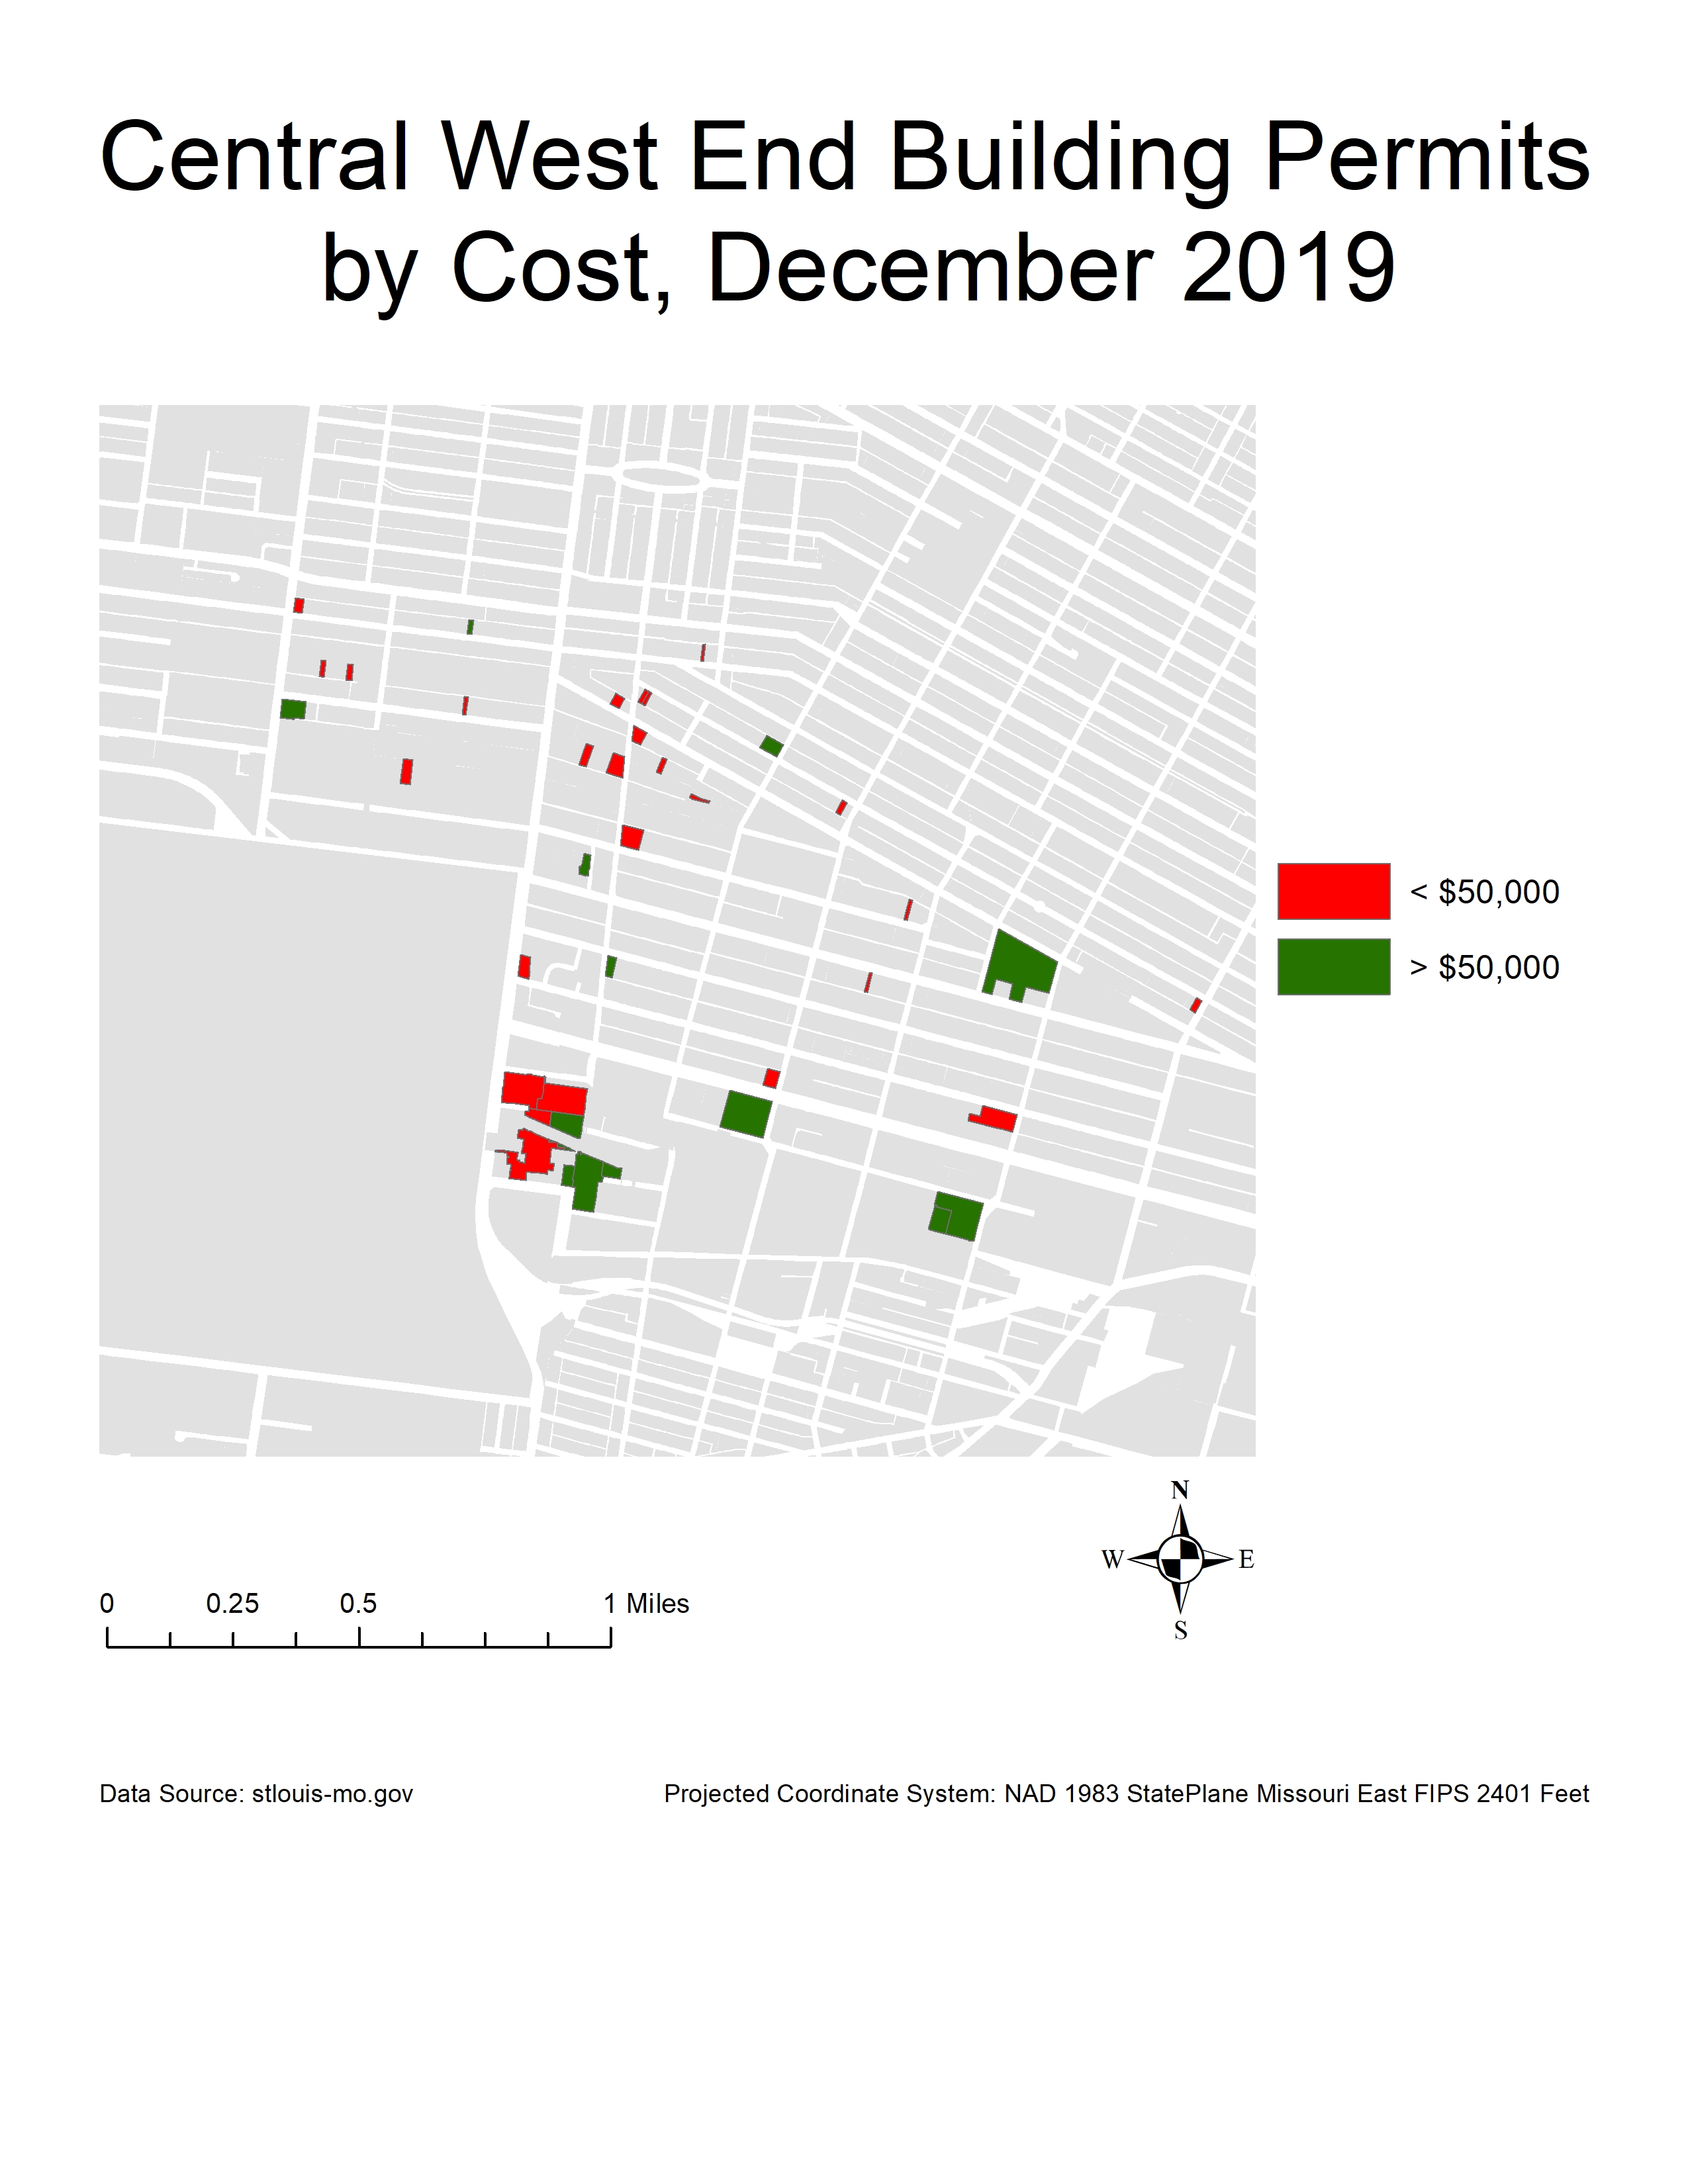 Central West End Building Permits
by Cost, December 2019
< $50,000
> $50,000
N
W E
S
0 0.25 0.5 1 Miles
Data Source: stlouis-mo.gov
Projected Coordinate System: NAD 1983 StatePlane Missouri East FIPS 2401 Feet